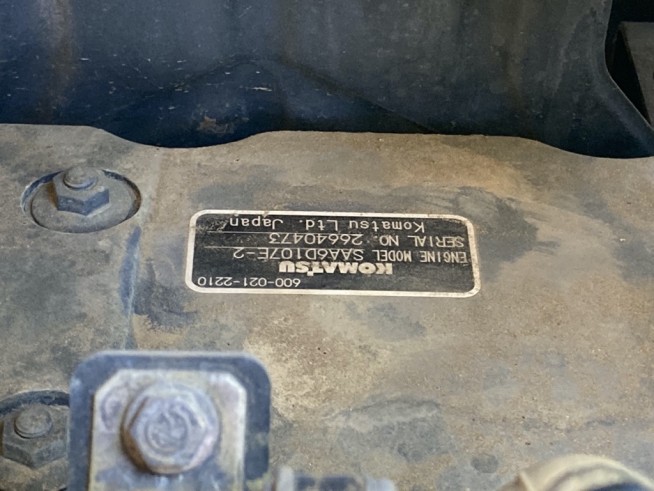 600-021-2210
KOMATSU
ENGINE MODEL SAA6D107E-2
SERIAL NO. 26640473
Komatsu Ltd. Japan